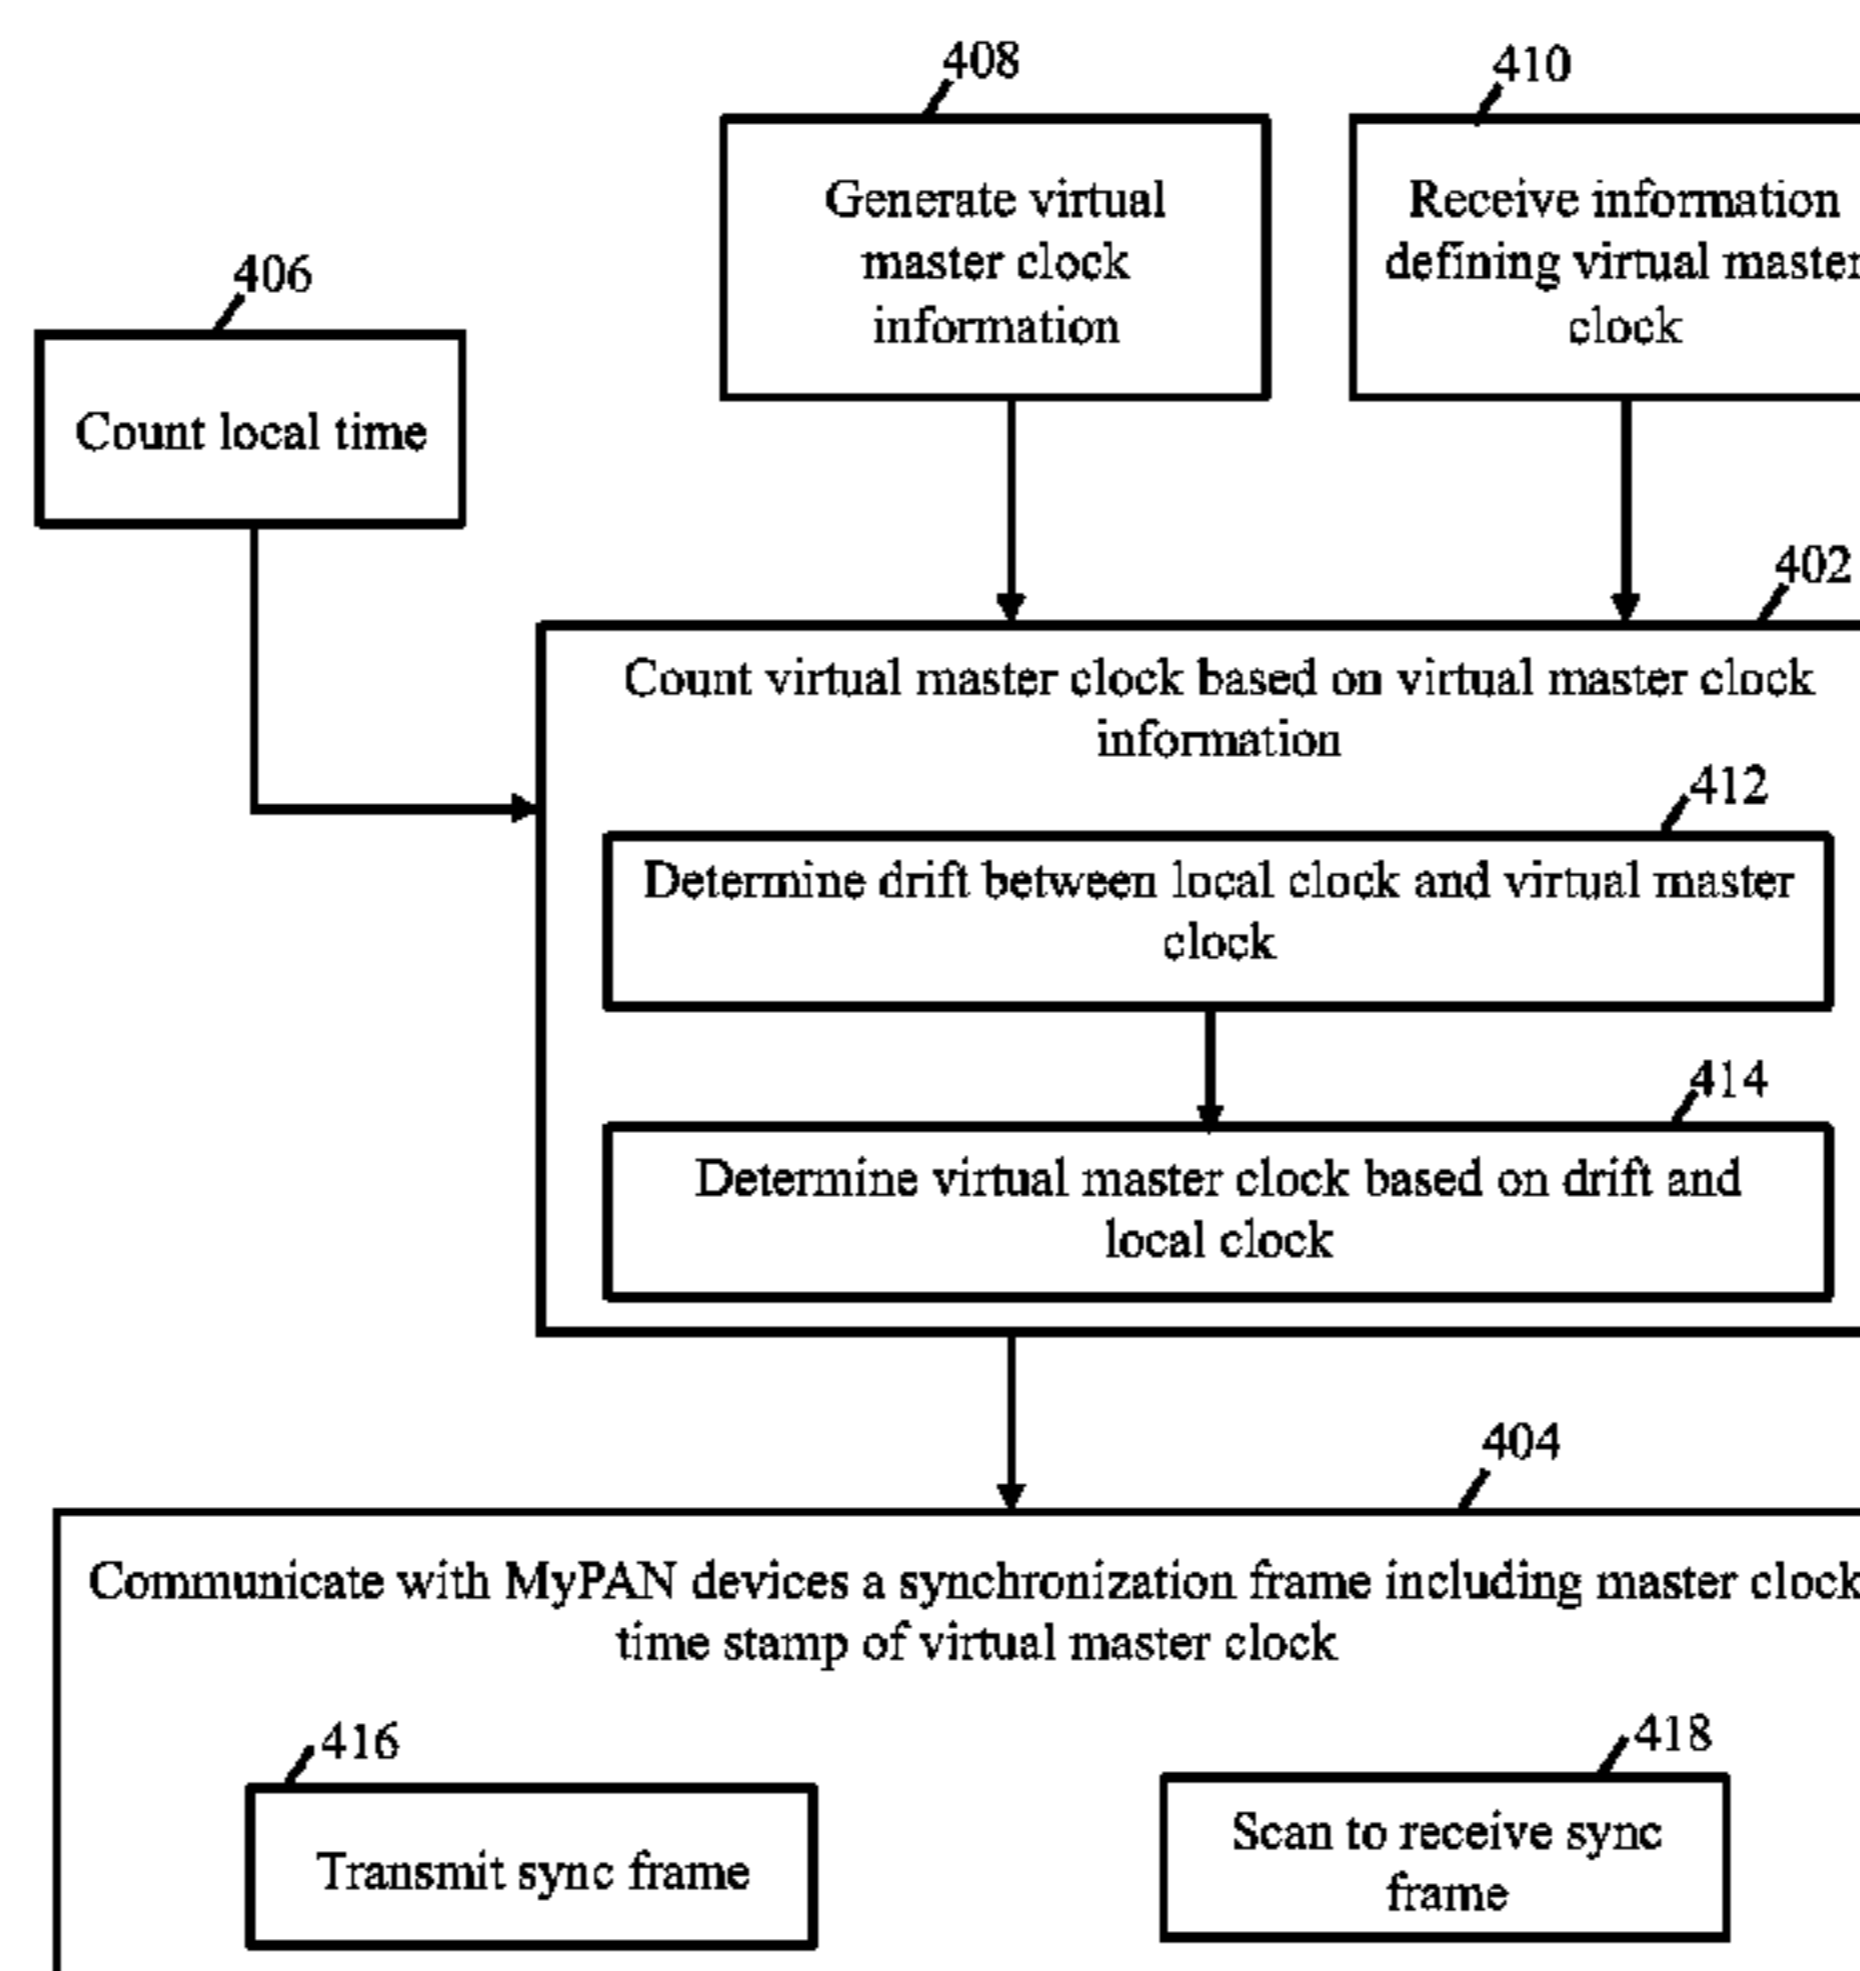 408
410
Generate virtual
master clock
information
Receive information
defining virtual master
clock
406
Count local time
402
Count virtual master clock based on virtual master clock
information
412
Determine drift between local clock and virtual master
clock
414
Determine virtual master clock based on drift and
local clock
404
Communicate with MyPAN devices a synchronization frame including master clock
time stamp of virtual master clock
416
418
Transmit sync frame
Scan to receive sync
frame